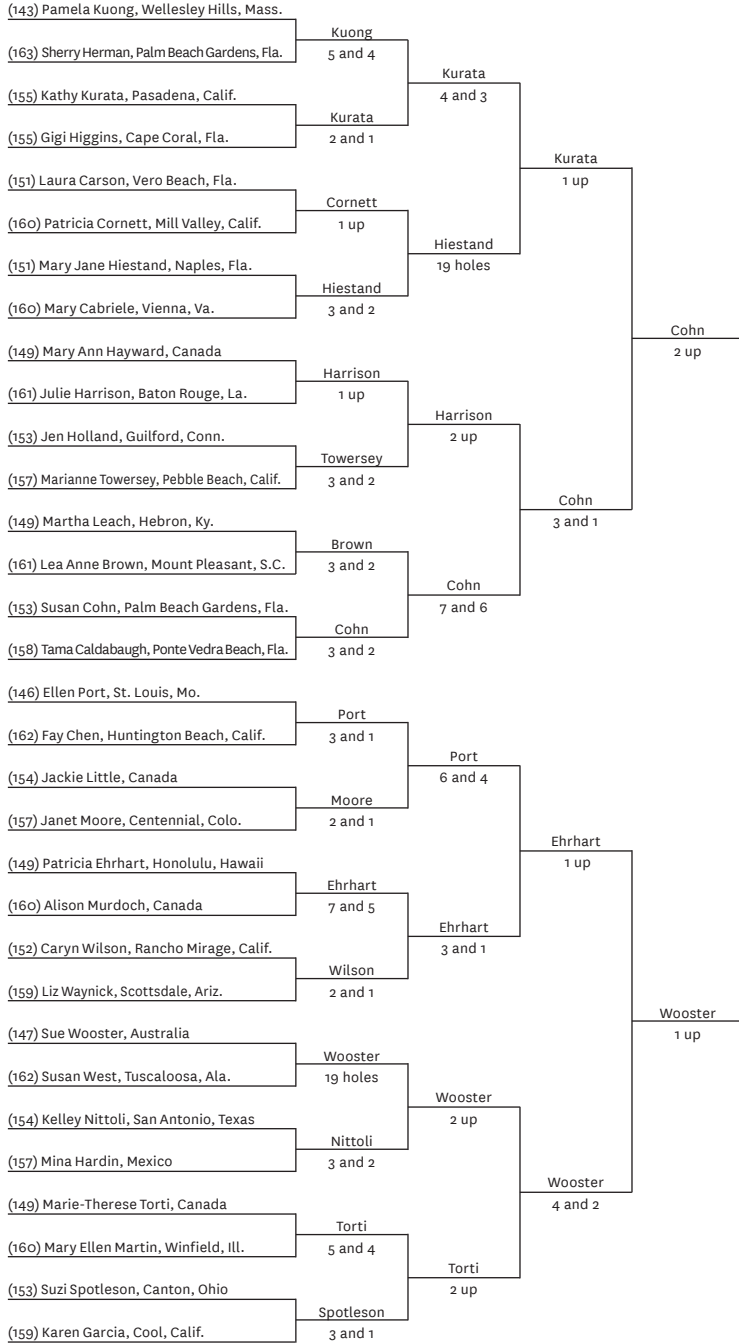 (143) Pamela Kuong, Wellesley Hills, Mass.
(163) Sherry Herman, Palm Beach Gardens, Fla.
(155) Kathy Kurata, Pasadena, Calif.
(155) Gigi Higgins, Cape Coral, Fla.
(151) Laura Carson, Vero Beach, Fla.
(160) Patricia Cornett, Mill Valley, Calif.
(151) Mary Jane Hiestand, Naples, Fla.
(160) Mary Cabriele, Vienna, Va.
(149) Mary Ann Hayward, Canada
(161) Julie Harrison, Baton Rouge, La.
(153) Jen Holland, Guilford, Conn.
(157) Marianne Towersey, Pebble Beach, Calif.
(149) Martha Leach, Hebron, Ky.
(161) Lea Anne Brown, Mount Pleasant, S.C.
(153) Susan Cohn, Palm Beach Gardens, Fla.
(158) Tama Caldabaugh, Ponte Vedra Beach, Fla.
(146) Ellen Port, St. Louis, Mo.
(162) Fay Chen, Huntington Beach, Calif.
(154) Jackie Little, Canada
(157) Janet Moore, Centennial, Colo.
(149) Patricia Ehrhart, Honolulu, Hawaii
(160) Alison Murdoch, Canada
(152) Caryn Wilson, Rancho Mirage, Calif.
(159) Liz Waynick, Scottsdale, Ariz.
(147) Sue Wooster, Australia
(162) Susan West, Tuscaloosa, Ala.
(154) Kelley Nittoli, San Antonio, Texas
(157) Mina Hardin, Mexico
(149) Marie-Therese Torti, Canada
(160) Mary Ellen Martin, Winfield, Ill.
(153) Suzi Spotleson, Canton, Ohio
(159) Karen Garcia, Cool, Calif.
Kuong
5 and 4
Kurata
2 and 1
Cornett
1 up
Hiestand
3 and 2
Harrison
1 up
Towersey
3 and 2
Brown
3 and 2
Cohn
3 and 2
Port
3 and 1
Moore
2 and 1
Ehrhart
7 and 5
Wilson
2 and 1
Wooster
19 holes
Nittoli
3 and 2
Torti
5 and 4
Spotleson
3 and 1
Kurata
4 and 3
Hiestand
19 holes
Harrison
2 up
Cohn
7 and 6
Port
6 and 4
Ehrhart
3 and 1
Wooster
2 up
Torti
2 up
Kurata
1 up
Cohn
3 and 1
Ehrhart
1 up
Wooster
4 and 2
Cohn
2 up
Wooster
1 up